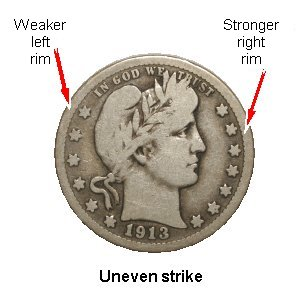 Weaker
left
rim
Stronger
right
rim
IN GOD WE TRUST
1913
Uneven strike